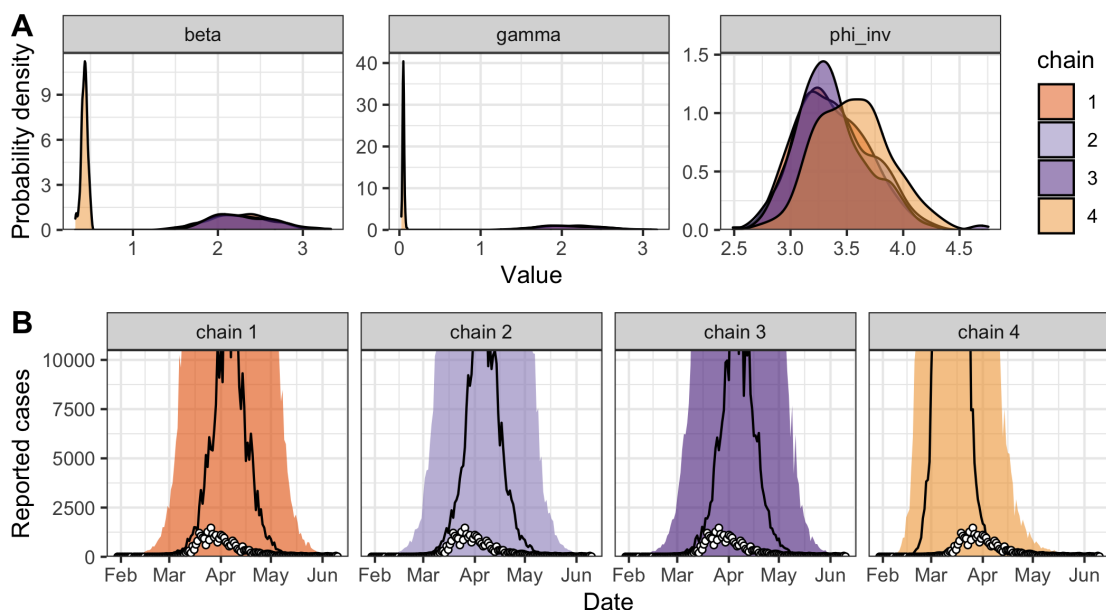 A
beta
gamma
phi_inv
Probability density
9
6
3
0
1
2
3
40
30
20
10
0
0
1
2
3
1.5
1.0
0.5
0.0
2.5
3.0
3.5
4.0
4.5
Value
chain
1
2
3
4
B
chain 1
chain 2
chain 3
chain 4
Reported cases
10000
7500
5000
2500
0
Feb Mar Apr May Jun
Feb Mar Apr May Jun
Feb Mar Apr May Jun
Feb Mar Apr May Jun
Date